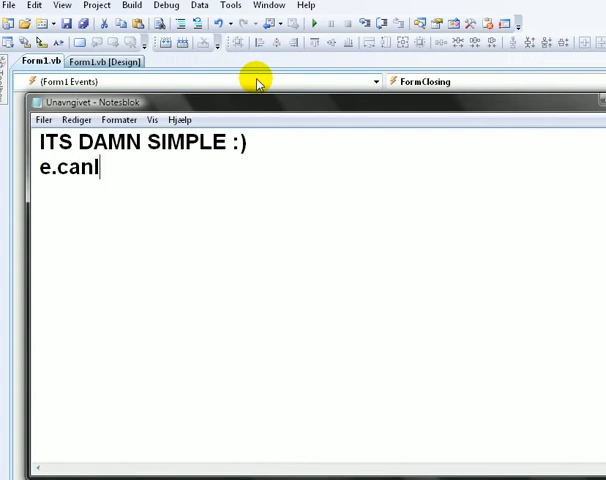 File Edit View Project Build Debug Data Tools Window Help
Form1.vb Form1.vb [Design]
(Form1 Events) FormClosing
Unavngivet - Notesblok
Filer Rediger Formater Vis Hjælp
ITS DAMN SIMPLE :)
e.canl